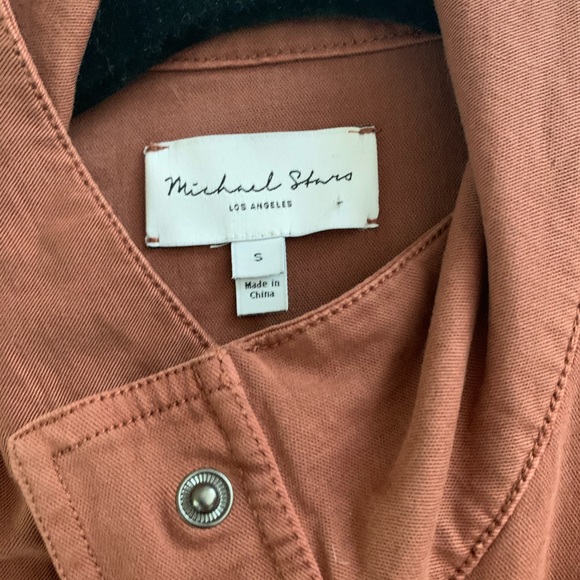 Michael Stars
LOS ANGELES
S
Made in
China